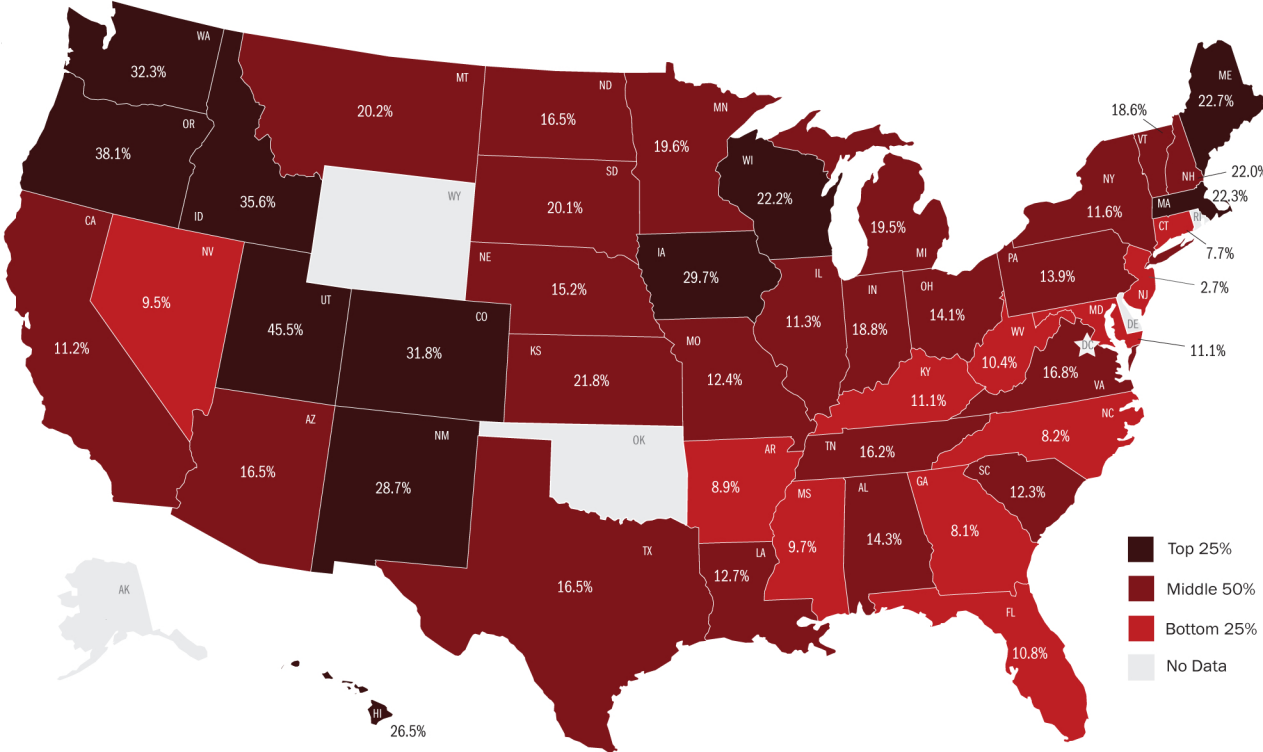 WA
32.3%
OR
38.1%
ID
35.6%
MT
20.2%
ND
16.5%
MN
19.6%
WI
22.2%
SD
20.1%
WY
CA
11.2%
NV
9.5%
UT
45.5%
CO
31.8%
NE
15.2%
IA
29.7%
MI
19.5%
IL
11.3%
IN
18.8%
OH
14.1%
PA
13.9%
NY
11.6%
VT
18.6%
NH
22.0%
ME
22.7%
MA
22.3%
RI
CT
7.7%
NJ
2.7%
DE
MD
11.1%
DC
WV
10.4%
VA
16.8%
KY
11.1%
KS
21.8%
MO
12.4%
AZ
16.5%
NM
28.7%
OK
AR
8.9%
TN
16.2%
NC
8.2%
SC
12.3%
GA
8.1%
AL
14.3%
MS
9.7%
LA
12.7%
TX
16.5%
FL
10.8%
AK
HI
26.5%
Top 25%
Middle 50%
Bottom 25%
No Data